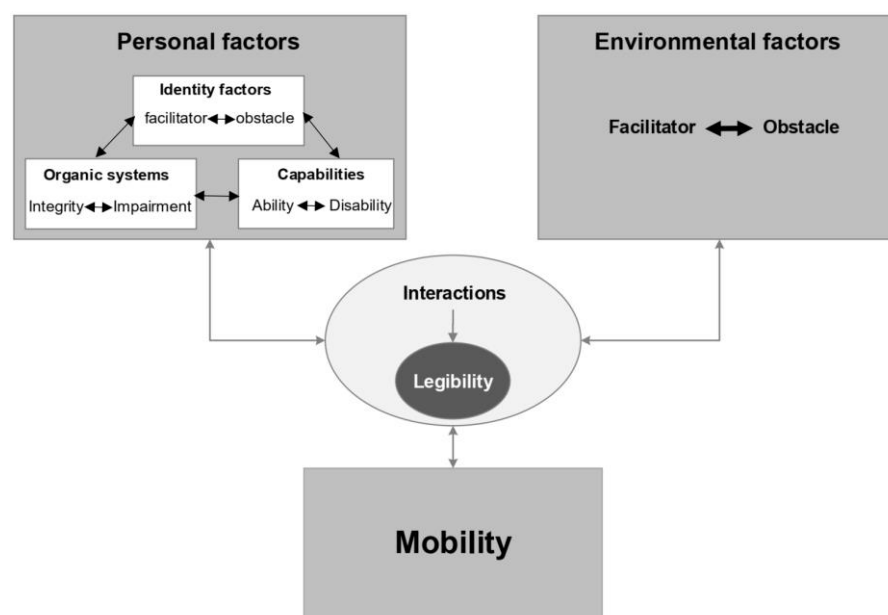 Personal factors
Identity factors
facilitator obstacle
Organic systems
Integrity Impairment
Capabilities
Ability Disability
Environmental factors
Facilitator Obstacle
Interactions
Legibility
Mobility